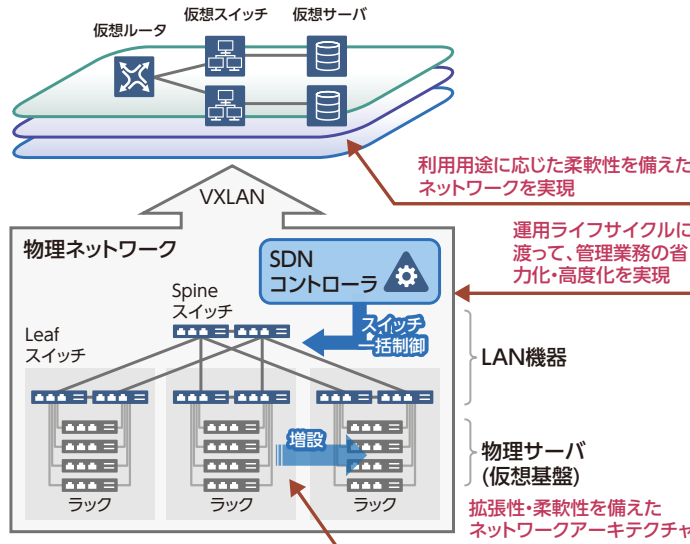 仮想ルータ
仮想スイッチ
仮想サーバ
利用用途に応じた柔軟性を備えた
ネットワークを実現
VXLAN
運用ライフサイクルに
渡って、管理業務の省
力化・高度化を実現
物理ネットワーク
SDN
コントローラ
Spine
スイッチ
スイッチ
一括制御
Leaf
スイッチ
LAN機器
増設
物理サーバ
(仮想基盤)
ラック
ラック
ラック
拡張性・柔軟性を備えた
ネットワークアーキテクチャ